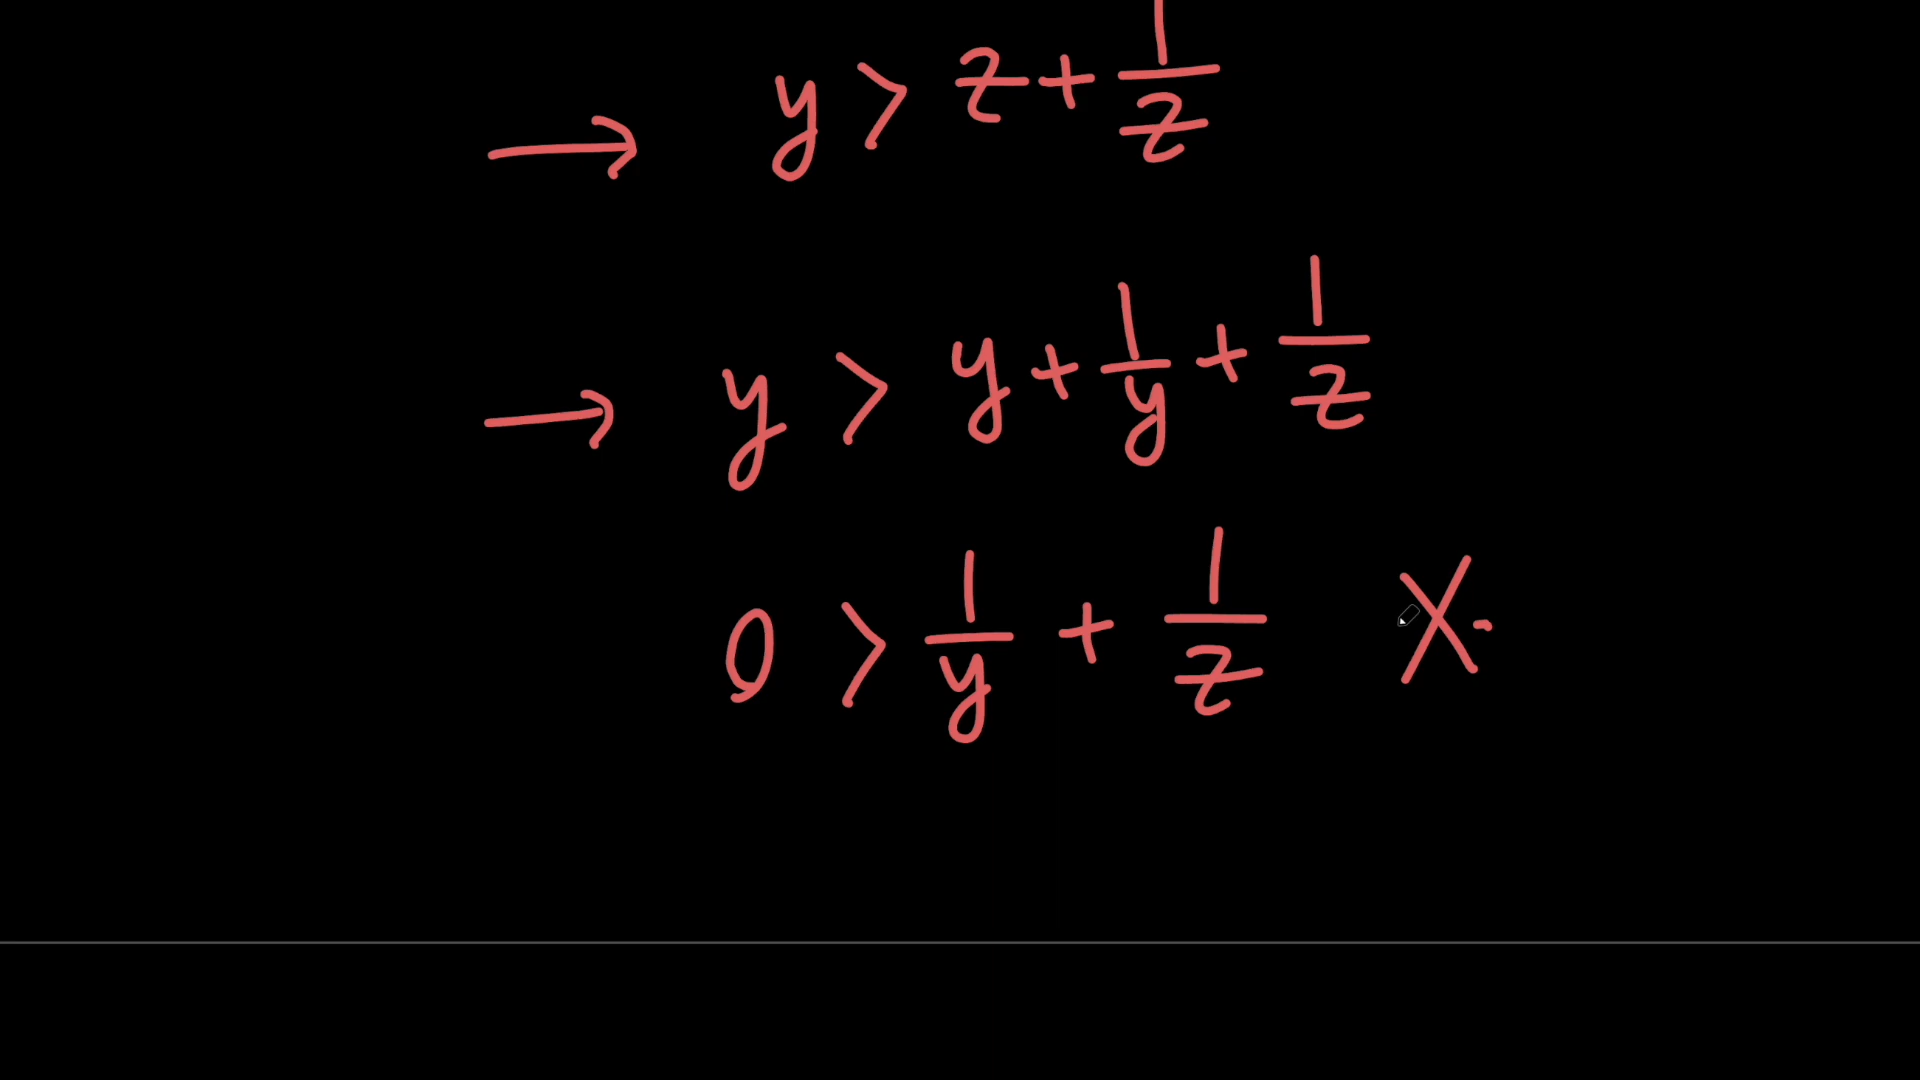 → y > z + 1/z
→ y > y + 1/y + 1/z
0 > 1/y + 1/z X.